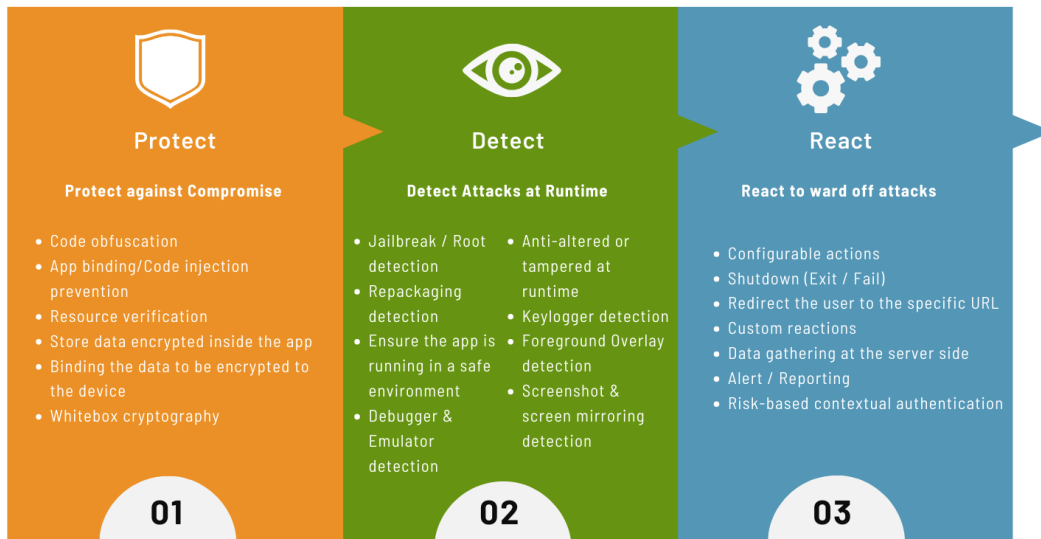 Protect
Protect against Compromise
• Code obfuscation
• App binding/Code injection
prevention
• Resource verification
• Store data encrypted inside the app
• Binding the data to be encrypted to
the device
• Whitebox cryptography
01
Detect
Detect Attacks at Runtime
• Jailbreak / Root
detection
• Repackaging
detection
• Ensure the app is
running in a safe
environment
• Debugger &
Emulator
detection
• Anti-altered or
tampered at
runtime
• Keylogger detection
• Foreground Overlay
detection
• Screenshot &
screen mirroring
detection
02
React
React to ward off attacks
• Configurable actions
• Shutdown (Exit / Fail)
• Redirect the user to the specific URL
• Custom reactions
• Data gathering at the server side
• Alert / Reporting
• Risk-based contextual authentication
03